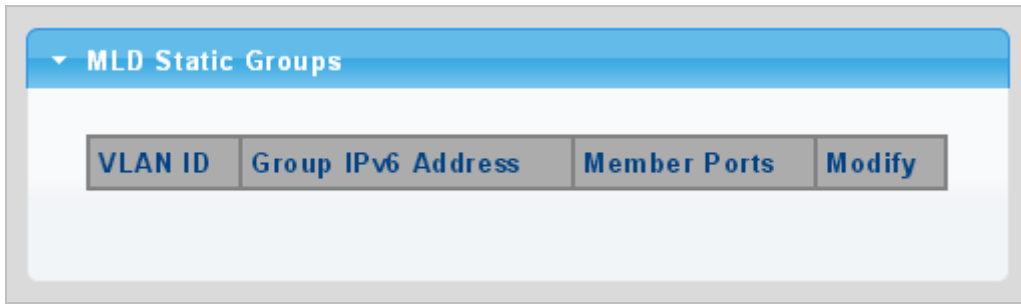 MLD Static Groups
VLAN ID Group IPv6 Address Member Ports Modify